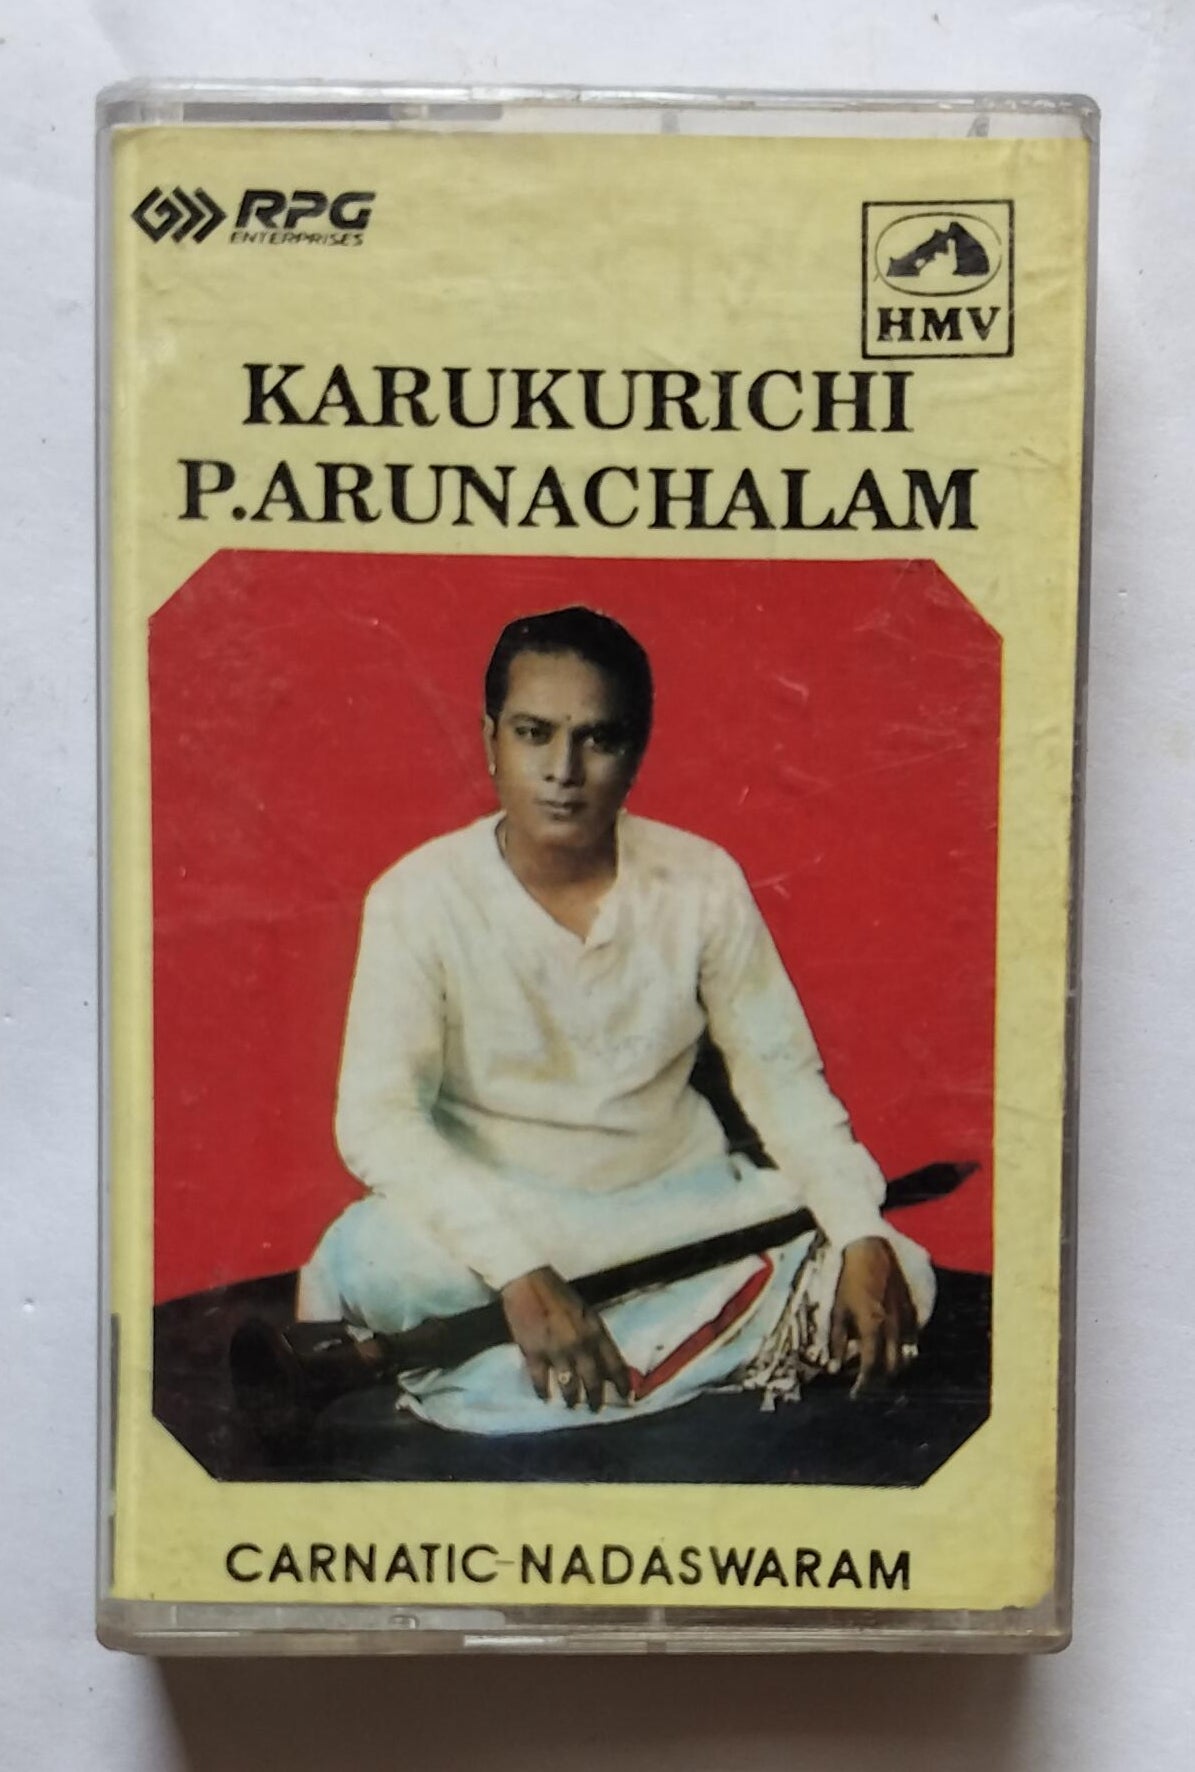 RPG
ENTERPRISES
HMV
KARUKURICHI
P.ARUNACHALAM
CARNATIC-NADASWARAM